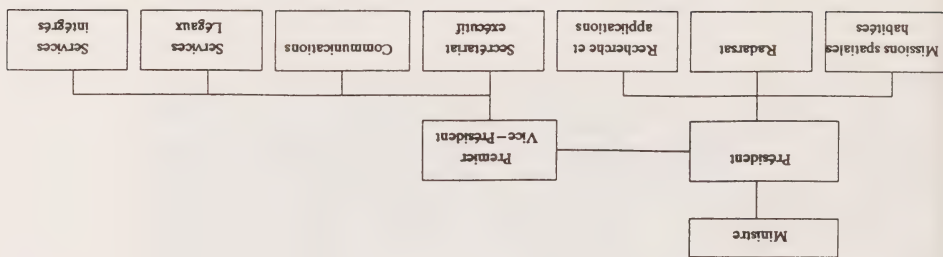 Ministre
Président
Premier
Vice-Président
Missions spatiales
habitées
Radarsat
Recherche et
applications
Secrétariat
exécutif
Communications
Services
Légaux
Services
intégrés